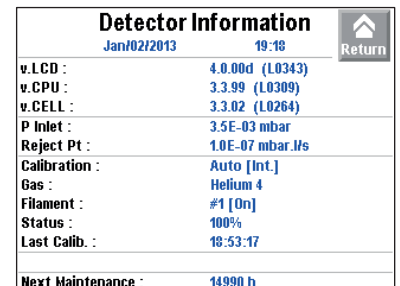 Detector Information
Jan/02/2013 19:18
Return
v.LCD : 4.0.00d (L0343)
v.CPU : 3.3.99 (L0309)
v.CELL : 3.3.02 (L0264)
P Inlet : 3.5E-03 mbar
Reject Pt : 1.0E-07 mbar.l/s
Calibration : Auto [Int.]
Gas : Helium 4
Filament : #1 [On]
Status : 100%
Last Calib. : 18:53:17
Next Maintenance : 14990 h